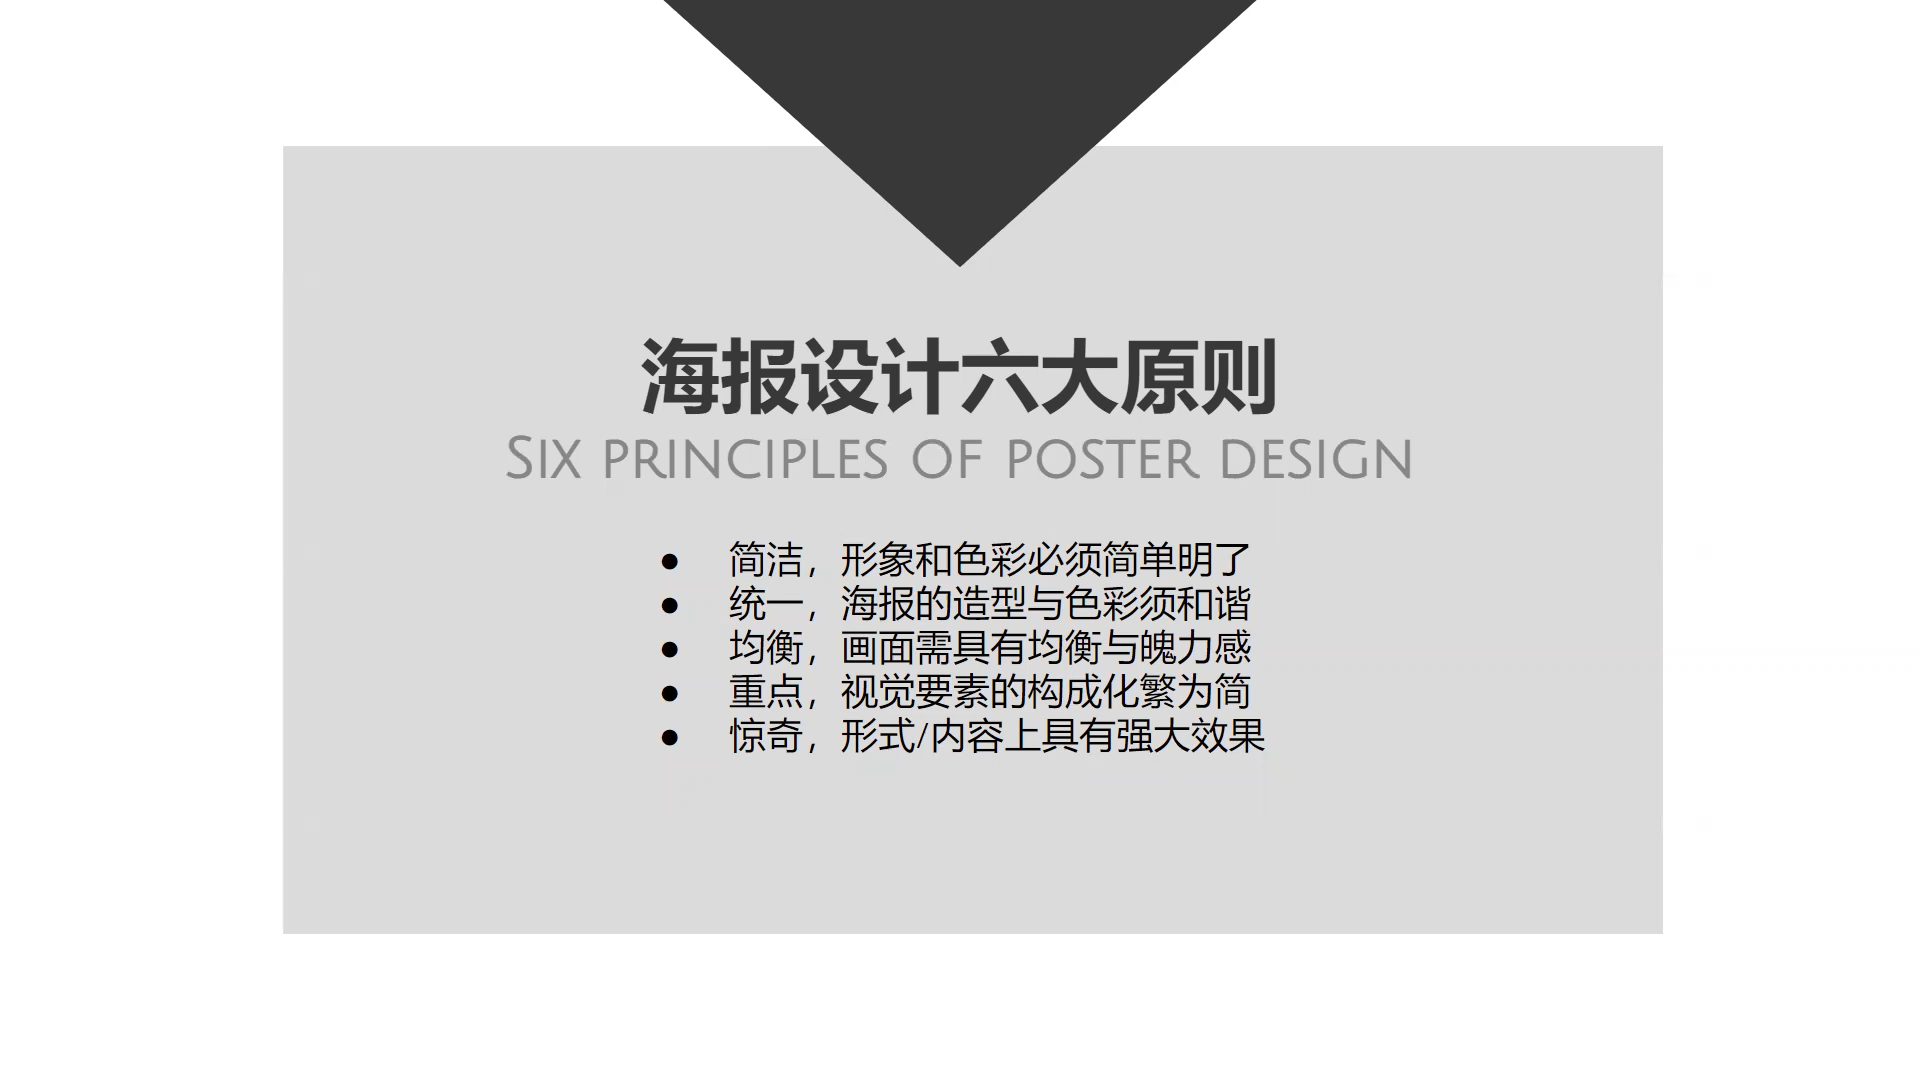 海报设计六大原则
SIX PRINCIPLES OF POSTER DESIGN
● 简洁，形象和色彩必须简单明了
● 统一，海报的造型与色彩须和谐
● 均衡，画面需具有均衡与魄力感
● 重点，视觉要素的构成化繁为简
● 惊奇，形式/内容上具有强大效果